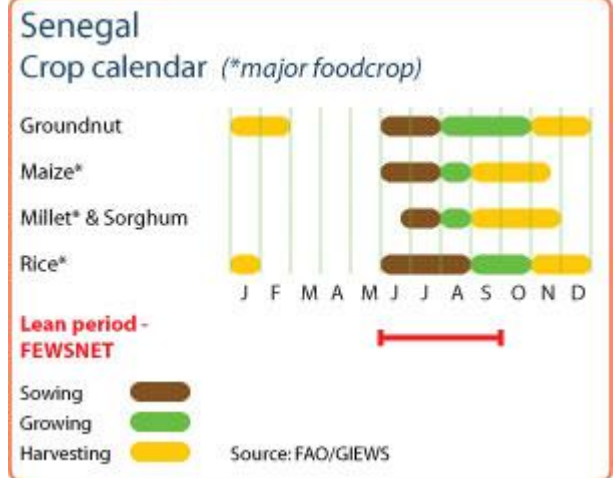 Senegal
Crop calendar (*major foodcrop)
Groundnut
Maize*
Millet* & Sorghum
Rice*
J F M A M J J A S O N D
Lean period -
FEWSNET
Sowing
Growing
Harvesting Source: FAO/GIEWS